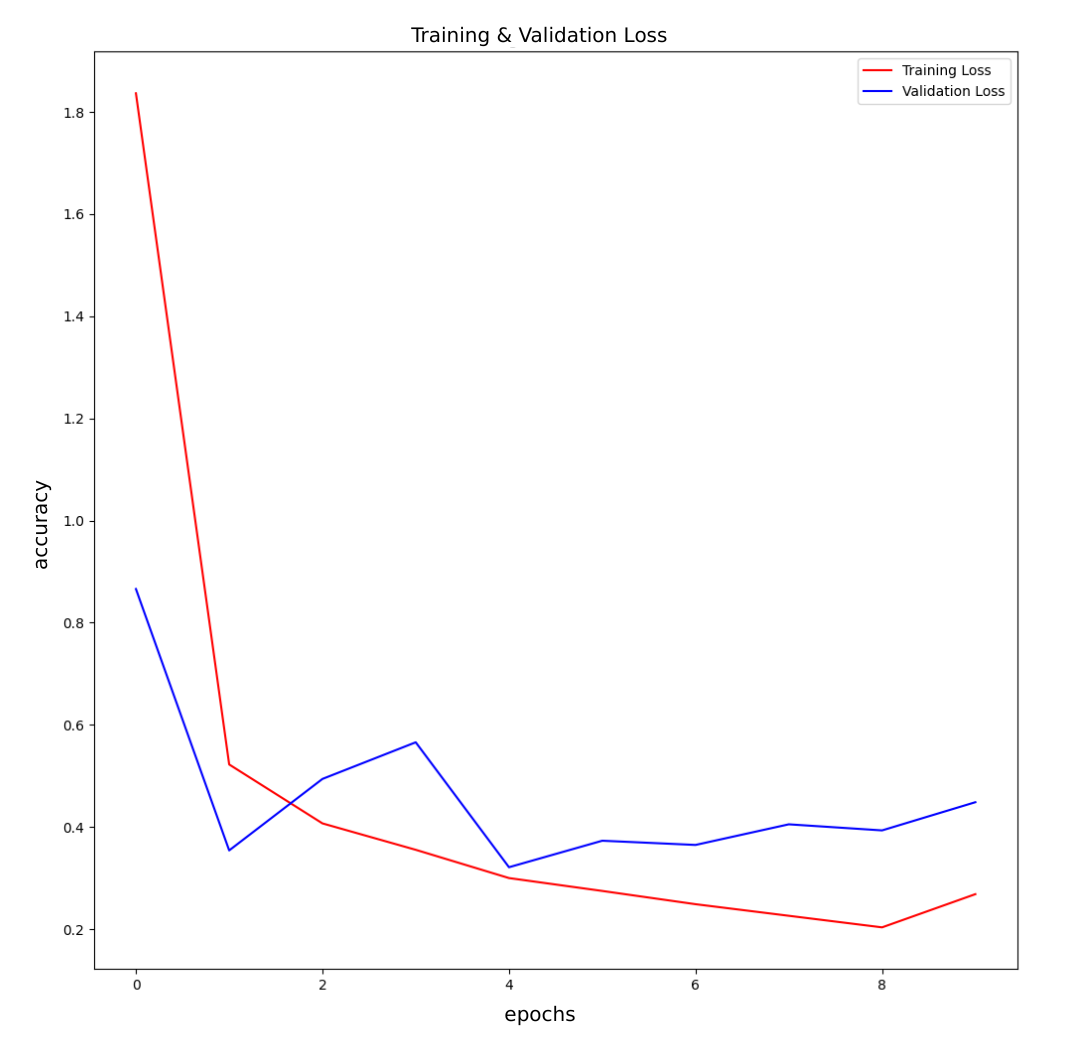 Training & Validation Loss
Training Loss
Validation Loss
1.8
1.6
1.4
1.2
1.0
0.8
0.6
0.4
0.2
accuracy
0 2 4 6 8
epochs